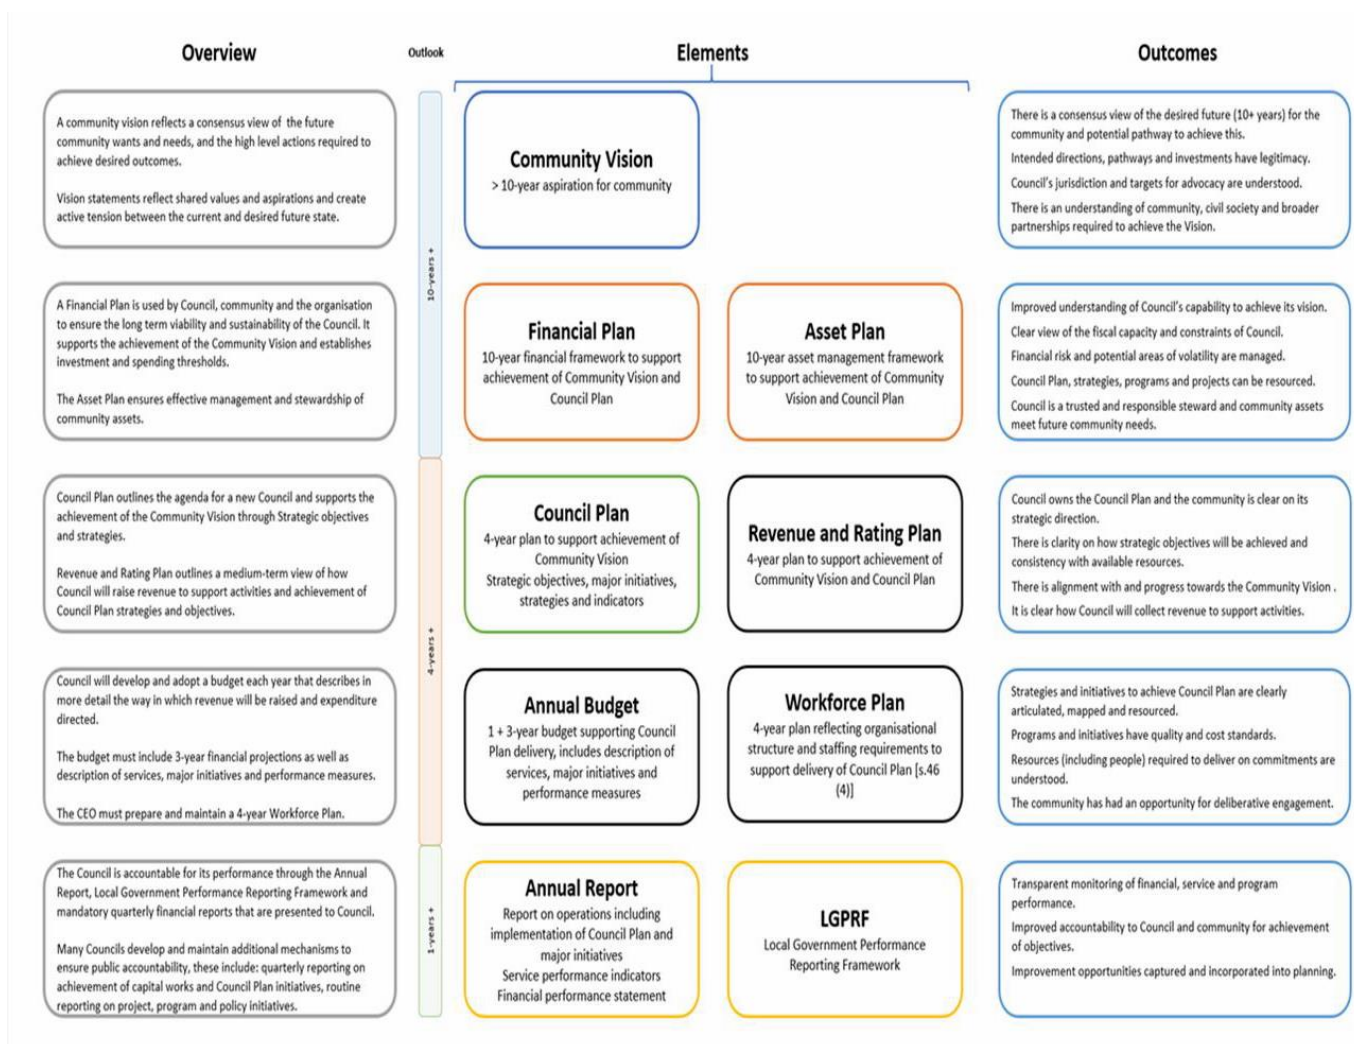 Overview
Outlook
Elements
Outcomes
A community vision reflects a consensus view of the future
community wants and needs, and the high level actions required to
achieve desired outcomes.
Vision statements reflect shared values and aspirations and create
active tension between the current and desired future state.
10-years +
Community Vision
> 10-year aspiration for community
There is a consensus view of the desired future (10+ years) for the
community and potential pathway to achieve this.
Intended directions, pathways and investments have legitimacy.
Council's jurisdiction and targets for advocacy are understood.
There is an understanding of community, civil society and broader
partnerships required to achieve the Vision.
A Financial Plan is used by Council, community and the organisation
to ensure the long term viability and sustainability of the Council. It
supports the achievement of the Community Vision and establishes
investment and spending thresholds.
The Asset Plan ensures effective management and stewardship of
community assets.
Financial Plan
10-year financial framework to support
achievement of Community Vision and
Council Plan
Asset Plan
10-year asset management framework
to support achievement of Community
Vision and Council Plan
Improved understanding of Council's capability to achieve its vision.
Clear view of the fiscal capacity and constraints of Council.
Financial risk and potential areas of volatility are managed.
Council Plan, strategies, programs and projects can be resourced.
Council is a trusted and responsible steward and community assets
meet future community needs.
Council Plan outlines the agenda for a new Council and supports the
achievement of the Community Vision through Strategic objectives
and strategies.
Revenue and Rating Plan outlines a medium-term view of how
Council will raise revenue to support activities and achievement of
Council Plan strategies and objectives.
4-years +
Council Plan
4-year plan to support achievement of
Community Vision
Strategic objectives, major initiatives,
strategies and indicators
Revenue and Rating Plan
4-year plan to support achievement of
Community Vision and Council Plan
Council owns the Council Plan and the community is clear on its
strategic direction.
There is clarity on how strategic objectives will be achieved and
consistency with available resources.
There is alignment with and progress towards the Community Vision .
It is clear how Council will collect revenue to support activities.
Council will develop and adopt a budget each year that describes in
more detail the way in which revenue will be raised and expenditure
directed.
The budget must include 3-year financial projections as well as
description of services, major initiatives and performance measures.
The CEO must prepare and maintain a 4-year Workforce Plan.
Annual Budget
1 + 3-year budget supporting Council
Plan delivery, includes description of
services, major initiatives and
performance measures
Workforce Plan
4-year plan reflecting organisational
structure and staffing requirements to
support delivery of Council Plan [s.46
(4)]
Strategies and initiatives to achieve Council Plan are clearly
articulated, mapped and resourced.
Programs and initiatives have quality and cost standards.
Resources (including people) required to deliver on commitments are
understood.
The community has had an opportunity for deliberative engagement.
The Council is accountable for its performance through the Annual
Report, Local Government Performance Reporting Framework and
mandatory quarterly financial reports that are presented to Council.
Many Councils develop and maintain additional mechanisms to
ensure public accountability, these include: quarterly reporting on
achievement of capital works and Council Plan initiatives, routine
reporting on project, program and policy initiatives.
1-years +
Annual Report
Report on operations including
implementation of Council Plan and
major initiatives
Service performance indicators
Financial performance statement
LGPRF
Local Government Performance
Reporting Framework
Transparent monitoring of financial, service and program
performance.
Improved accountability to Council and community for achievement
of objectives.
Improvement opportunities captured and incorporated into planning.